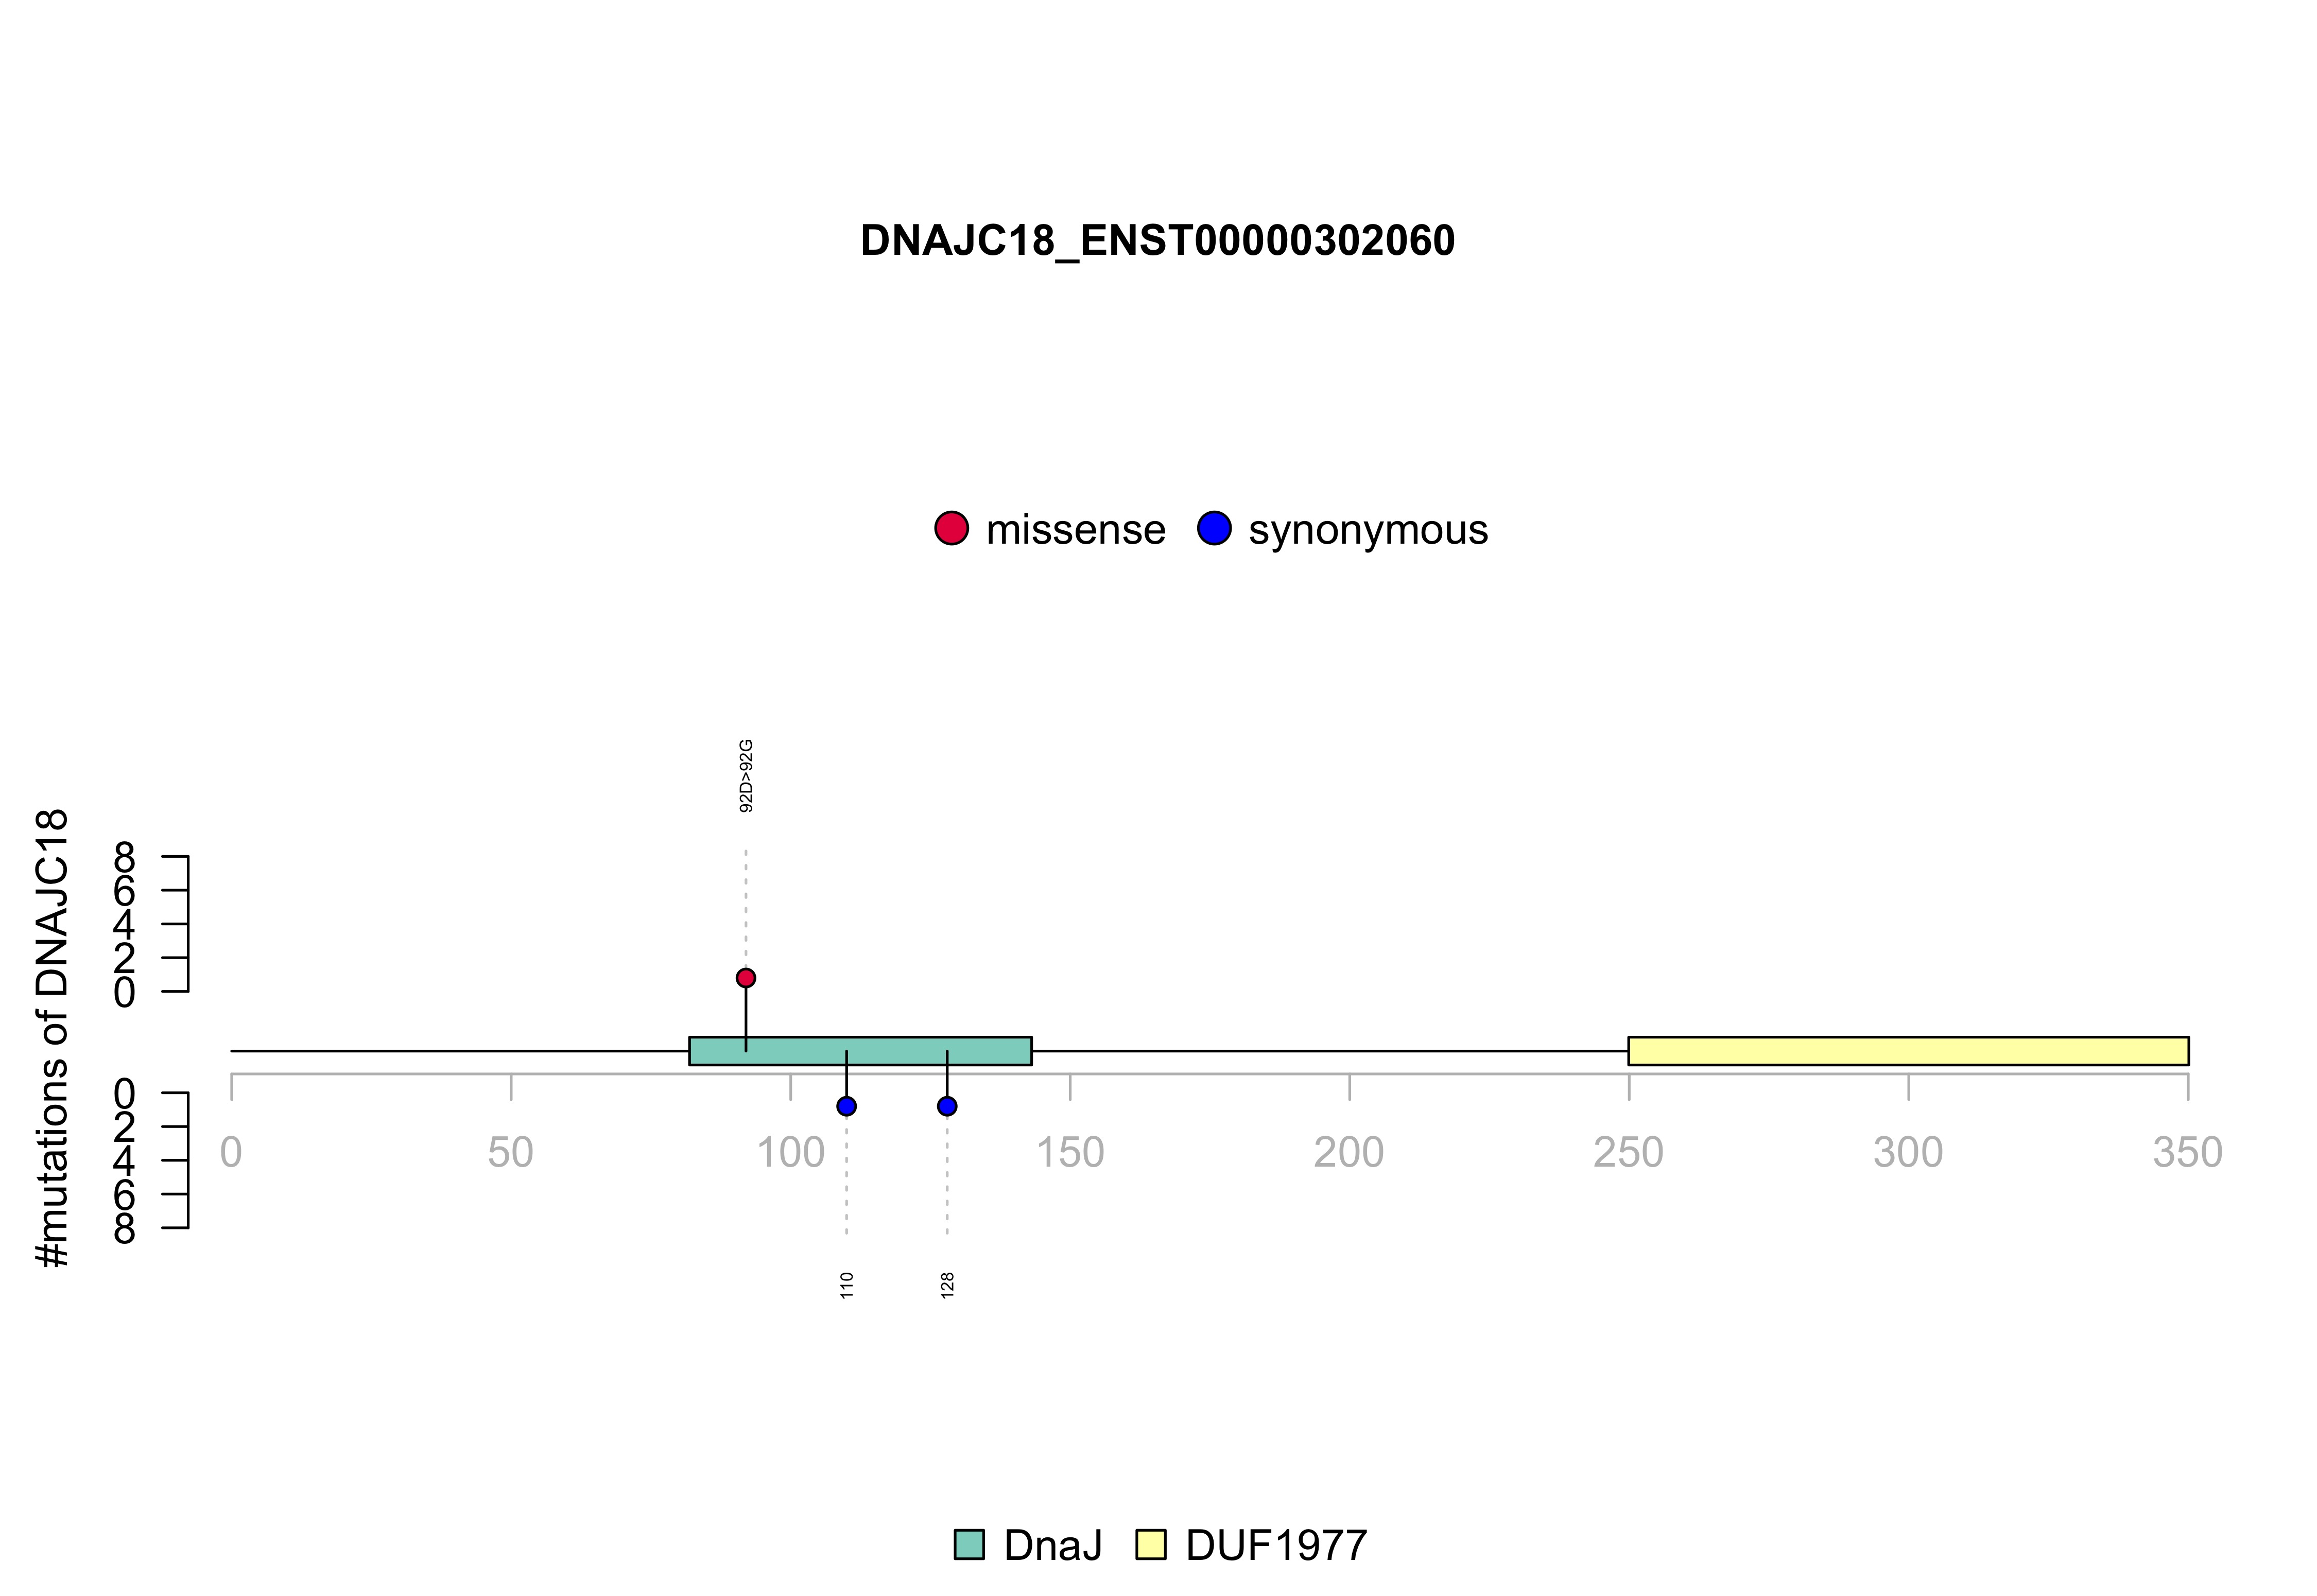 DNAJC18_ENST00000302060
missense synonymous
92D>92G
#mutations of DNAJC18
8
6
4
2
0
0
2
4
6
8
0 50 100 150 200 250 300 350
110 128
DnaJ DUF1977